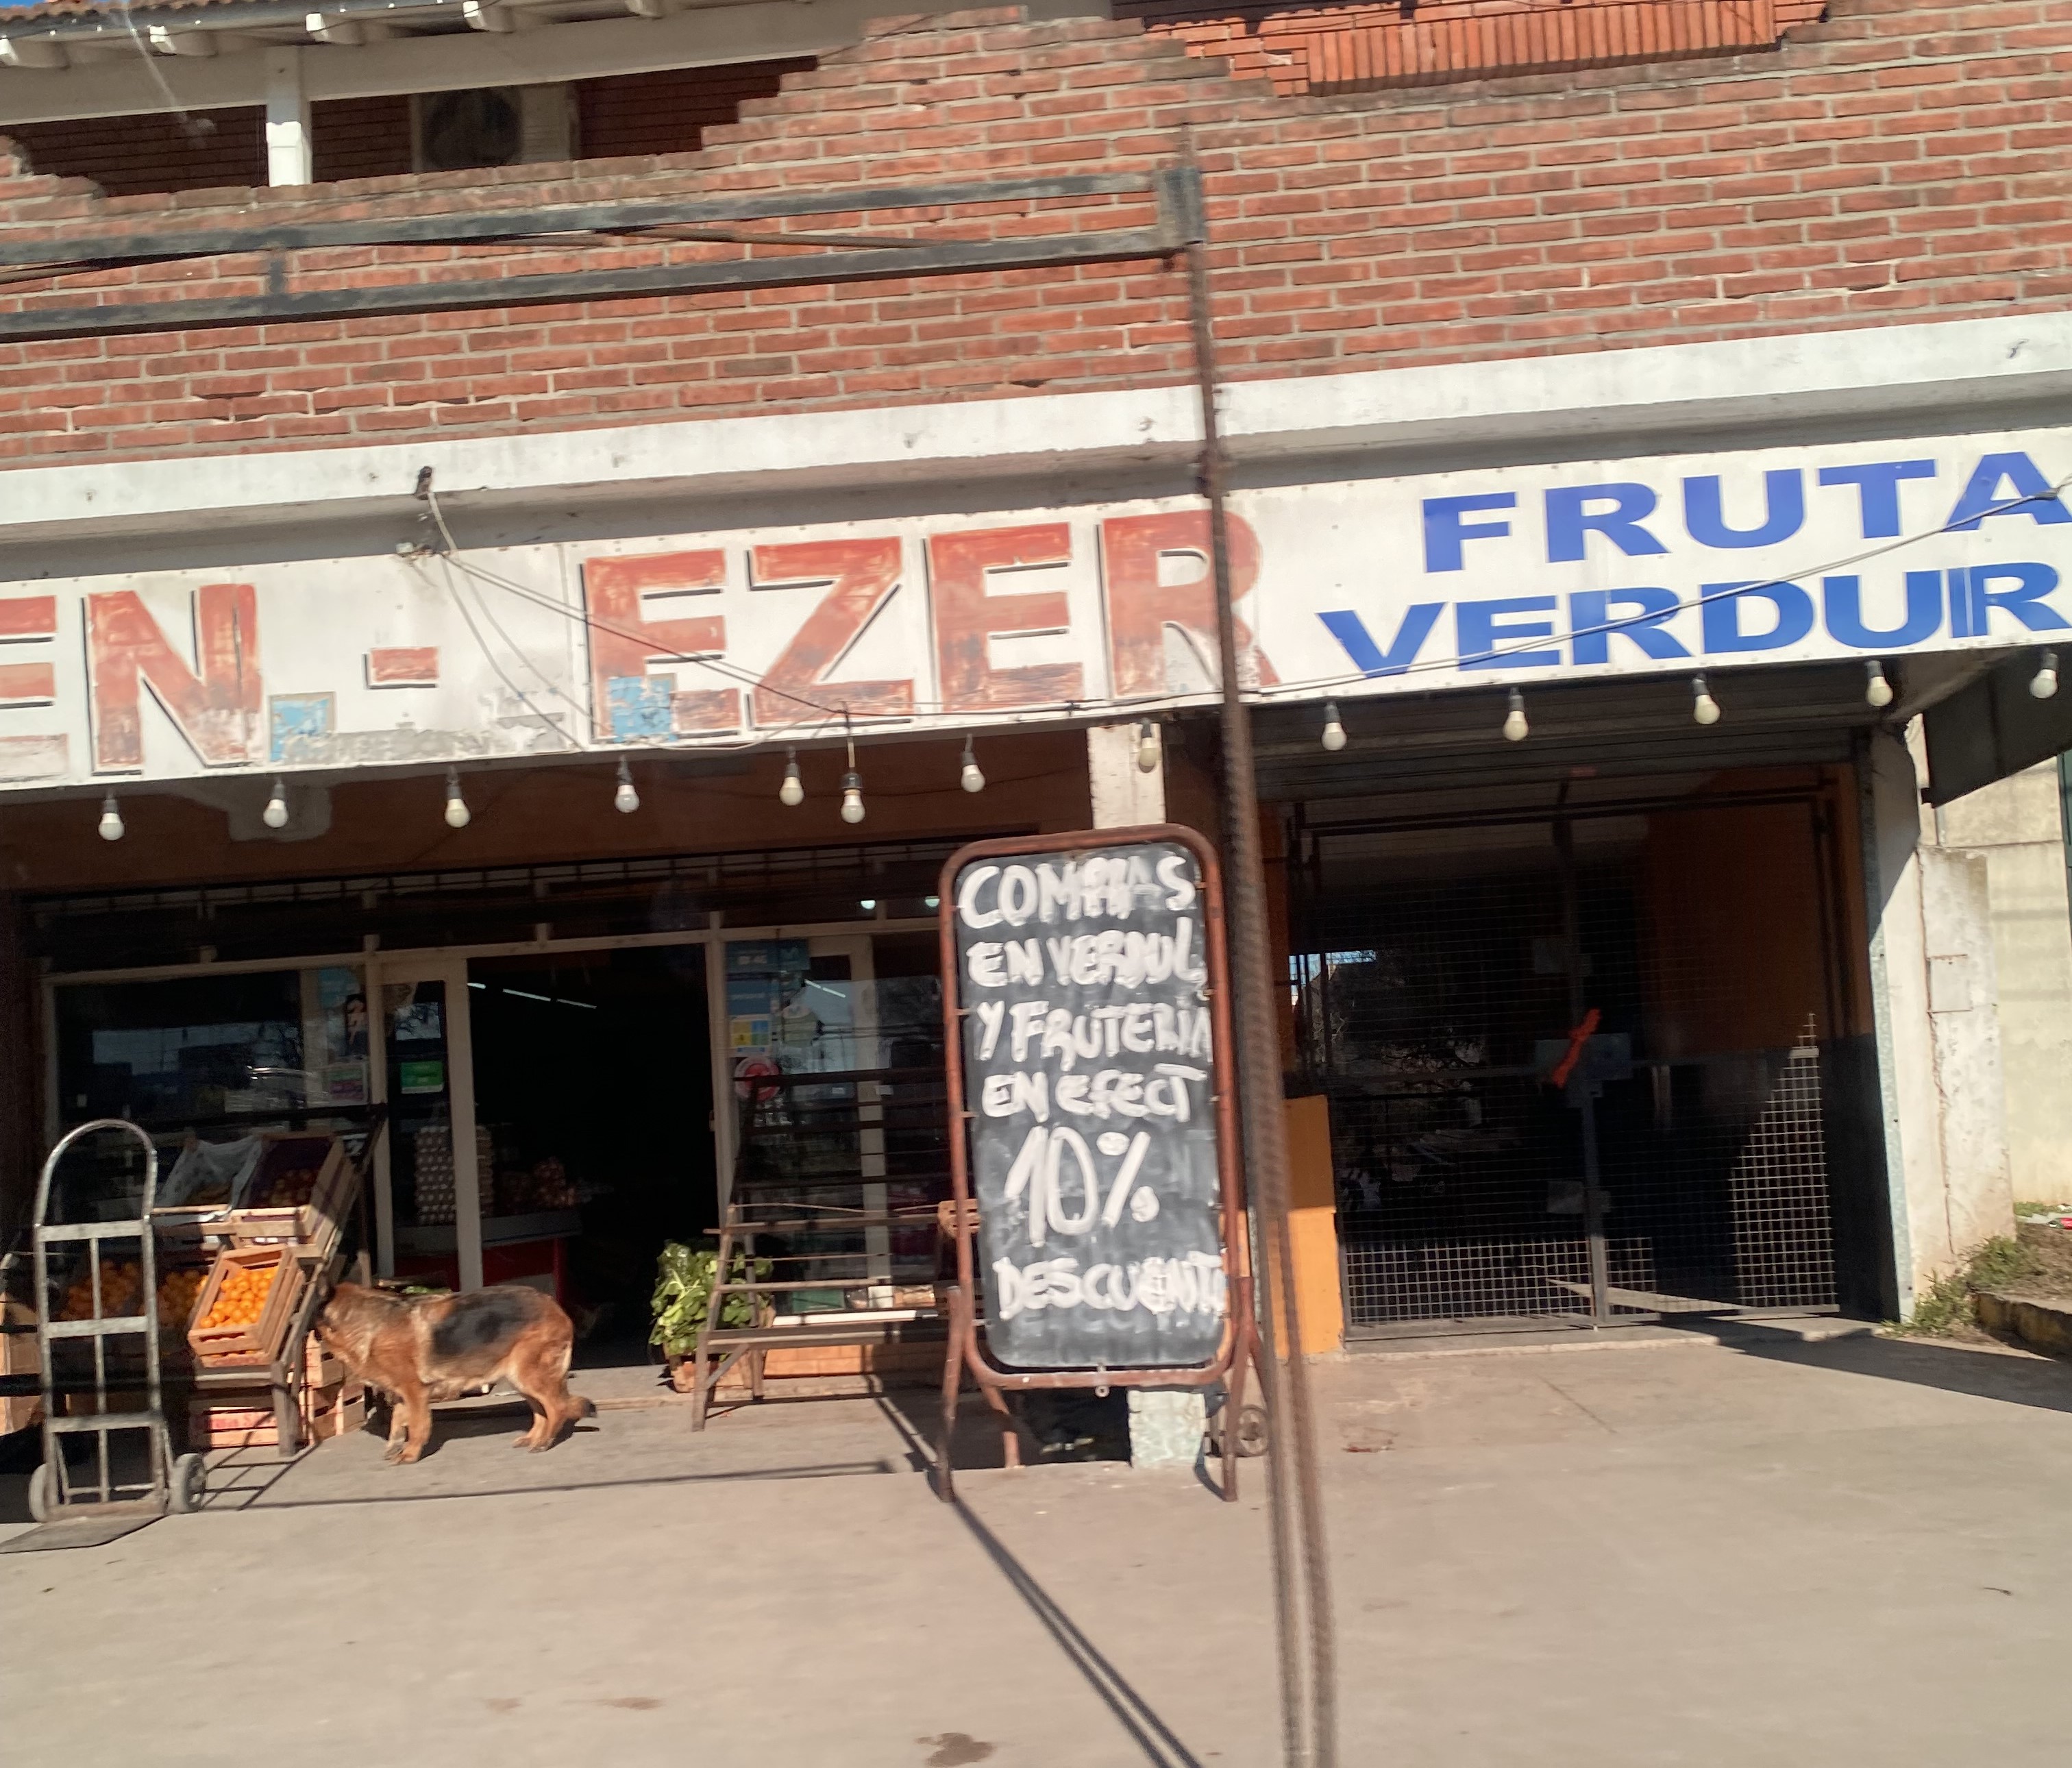 EN - EZER
FRUTA
VERDUR
COMPRAS
EN VERDUL
Y FRUTERIA
EN EFECT
10%
DESCUENTO